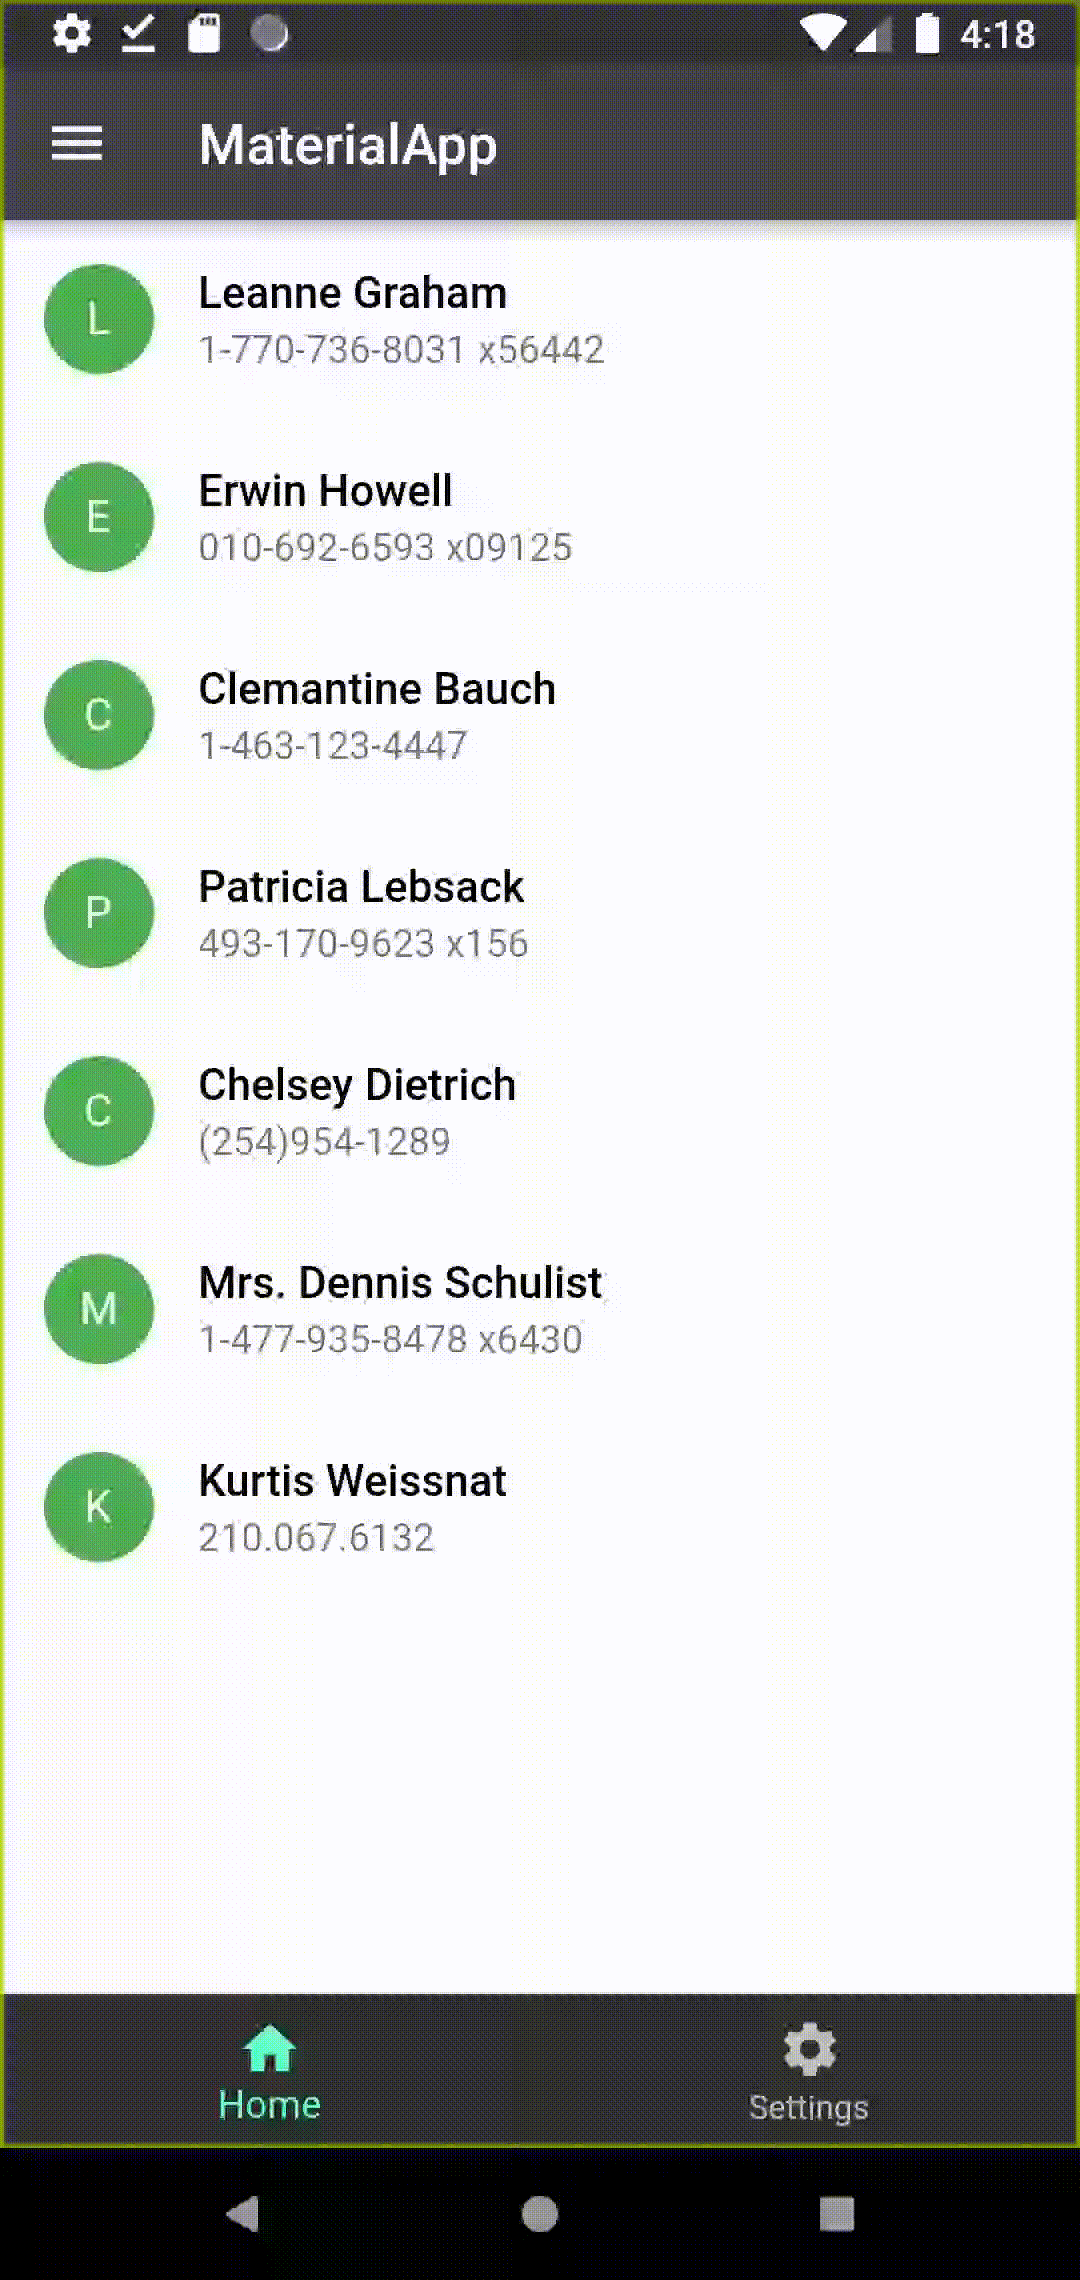 4:18
MaterialApp
L
Leanne Graham
1-770-736-8031 x56442
E
Erwin Howell
010-692-6593 x09125
C
Clemantine Bauch
1-463-123-4447
P
Patricia Lebsack
493-170-9623 x156
C
Chelsey Dietrich
(254)954-1289
M
Mrs. Dennis Schulist
1-477-935-8478 x6430
K
Kurtis Weissnat
210.067.6132
Home
Settings